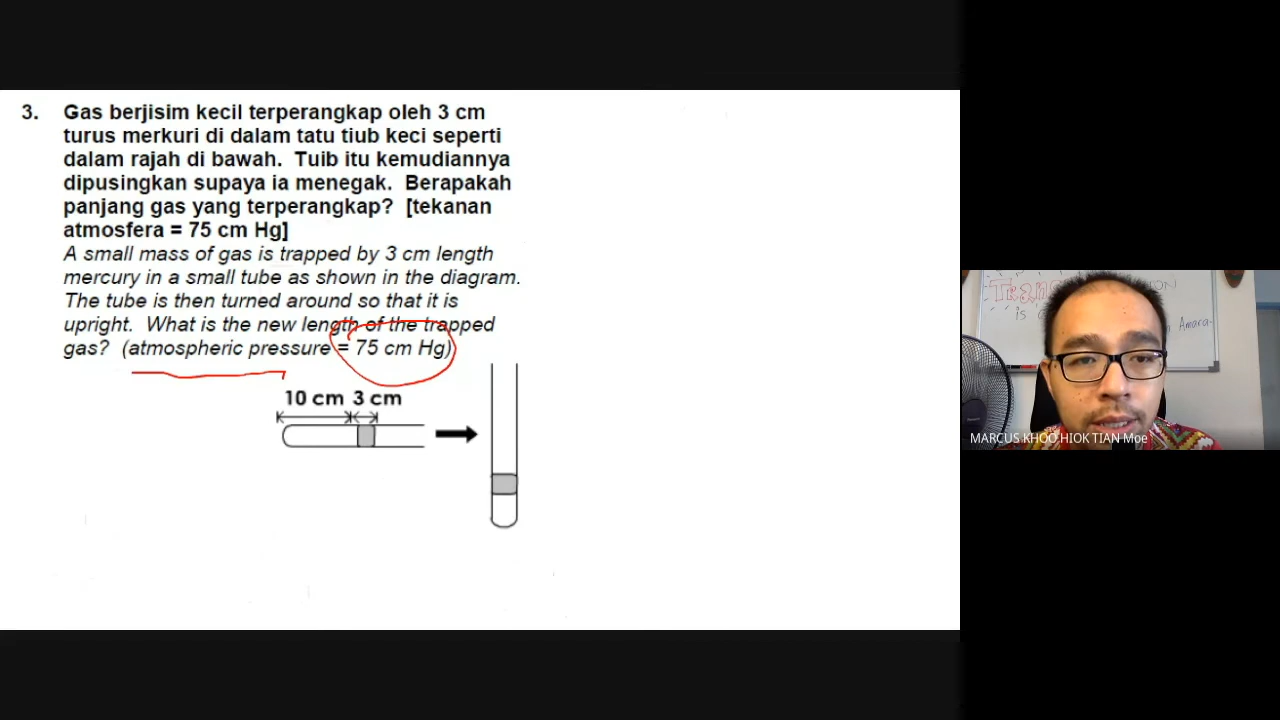 3. Gas berjisim kecil terperangkap oleh 3 cm
turus merkuri di dalam tatu tiub keci seperti
dalam rajah di bawah. Tuib itu kemudiannya
dipusingkan supaya ia menegak. Berapakah
panjang gas yang terperangkap? [tekanan
atmosfera = 75 cm Hg]
A small mass of gas is trapped by 3 cm length
mercury in a small tube as shown in the diagram.
The tube is then turned around so that it is
upright. What is the new length of the trapped
gas? (atmospheric pressure = 75 cm Hg)
10 cm 3 cm
is
Amara-
MARCUS KHOO HIOK TIAN Moe